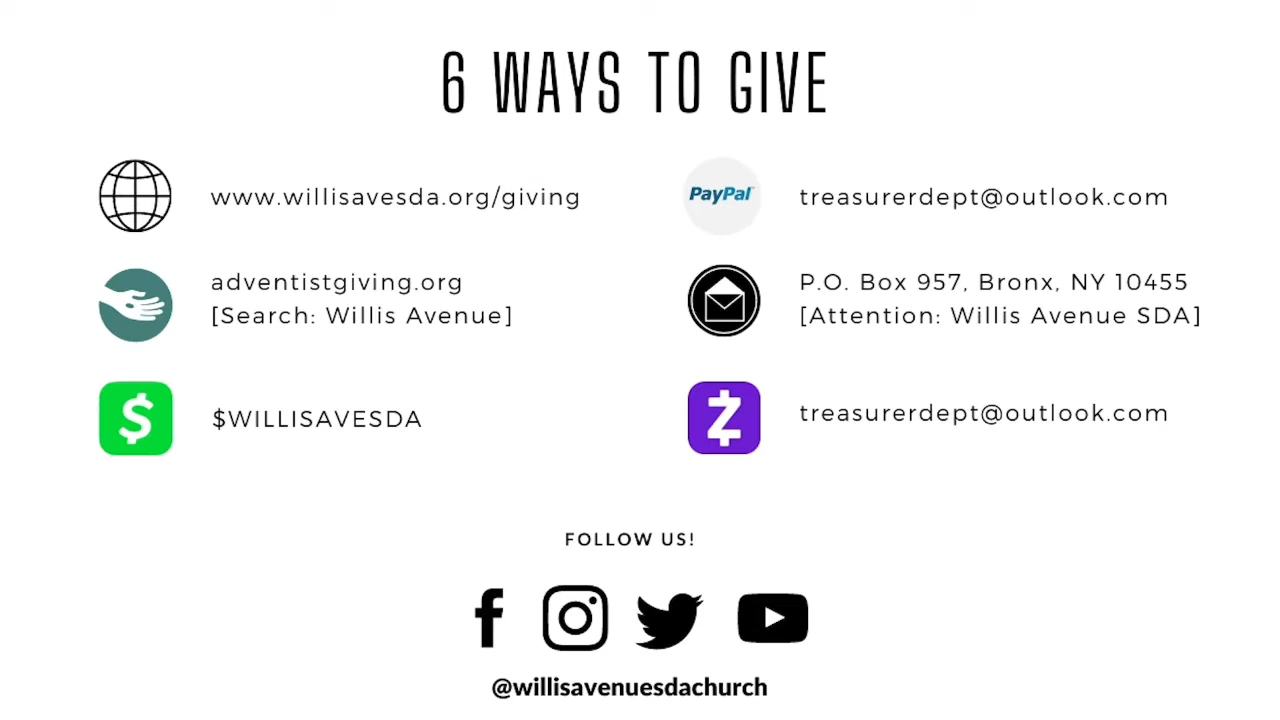 6 WAYS TO GIVE
www.willisavesda.org/giving
adventistgiving.org
[Search: Willis Avenue]
$WILLISAVESDA
PayPal
treasurerdept@outlook.com
P.O. Box 957, Bronx, NY 10455
[Attention: Willis Avenue SDA]
treasurerdept@outlook.com
FOLLOW US!
@willisavenuesdachurch